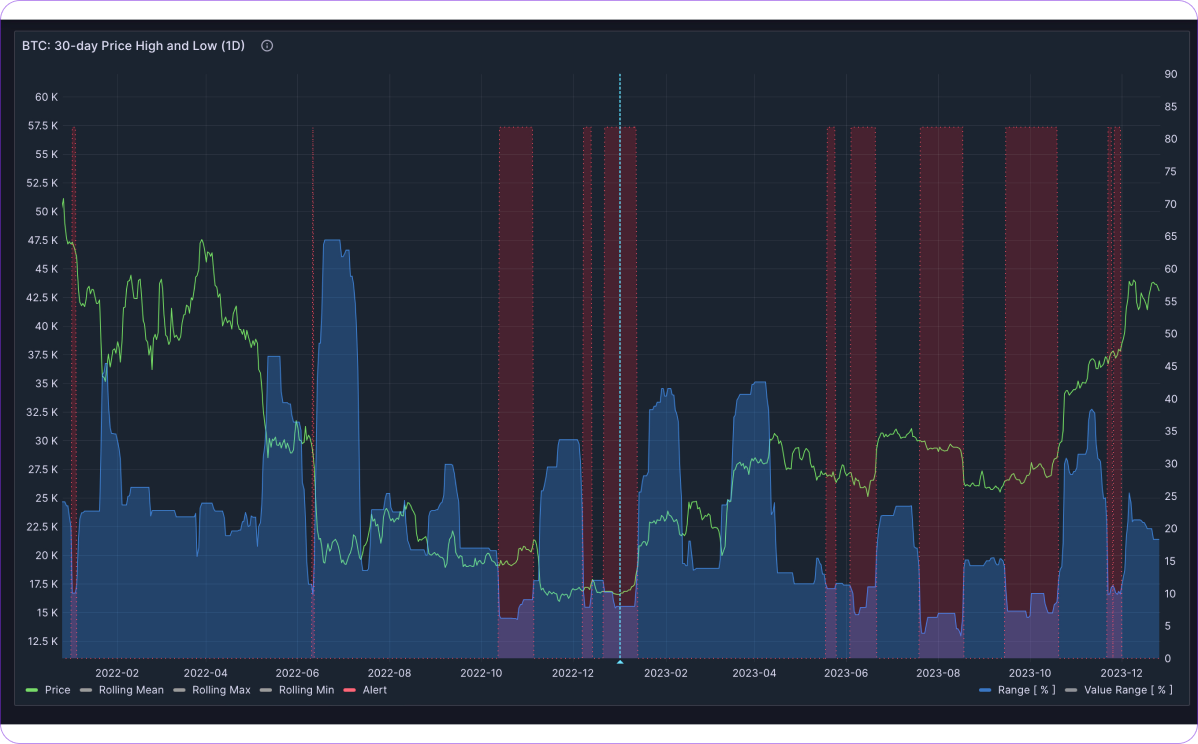 BTC: 30-day Price High and Low (1D)
90
60 K
85
57.5 K
80
55 K
75
52.5 K
70
50 K
65
47.5 K
60
45 K
55
42.5 K
50
40 K
45
37.5 K
40
35 K
35
32.5 K
30
30 K
25
27.5 K
20
25 K
15
22.5 K
10
20 K
5
17.5 K
0
15 K
12.5 K
2022-02 2022-04 2022-06 2022-08 2022-10 2022-12 2023-02 2023-04 2023-06 2023-08 2023-10 2023-12
Price Rolling Mean Rolling Max Rolling Min Alert Range [ % ] Value Range [ % ]